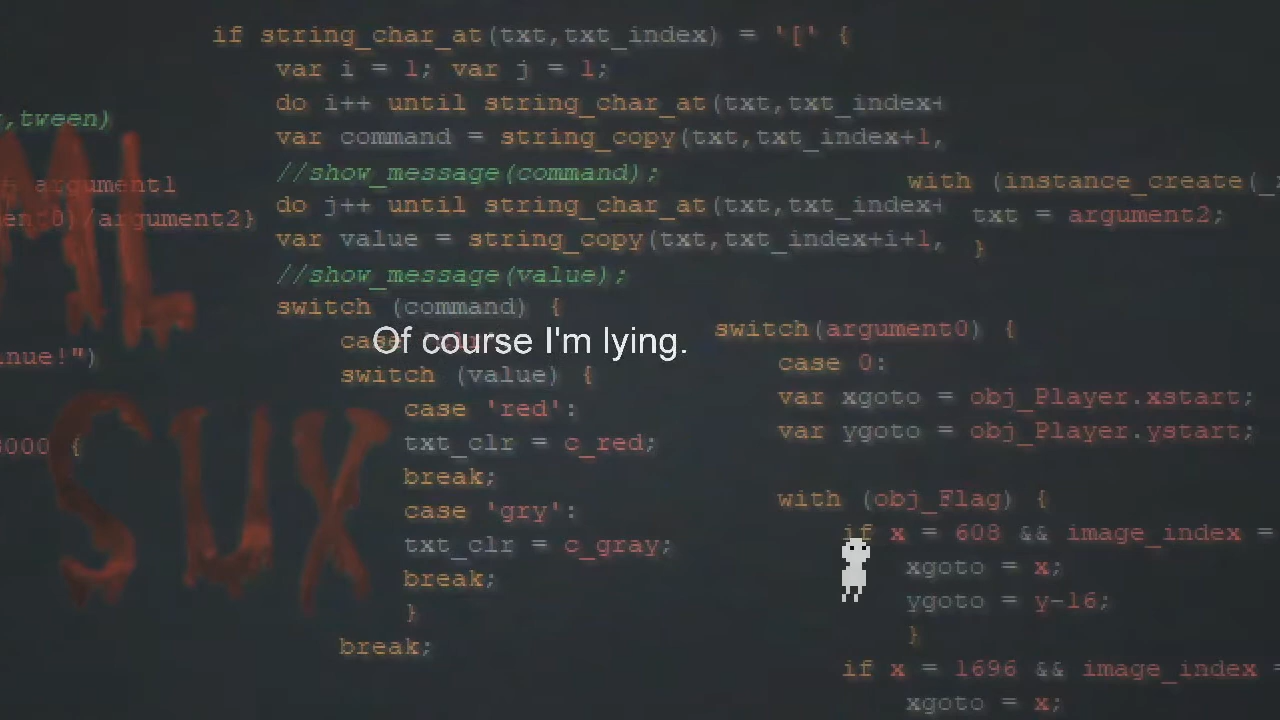 if string_char_at(txt,txt_index) = '[' {
var i = 1; var j = 1;
do i++ until string_char_at(txt,txt_index+
var command = string_copy(txt,txt_index+1,
//show_message(command);
do j++ until string_char_at(txt,txt_index+
var value = string_copy(txt,txt_index+i+1,
//show_message(value);
switch (command) {
case
switch (value) {
case 'red':
txt_clr = c_red;
break;
case 'gry':
txt_clr = c_gray;
break;
}
break;
,tween)
argument1
)/argument2}
nue!")
3000 {
ML
SUX
Of course I'm lying.
with (instance_create(_
txt = argument2;
}
switch(argument0) {
case 0:
var xgoto = obj_Player.xstart;
var ygoto = obj_Player.ystart;
with (obj_Flag) {
if x = 608 && image_index =
xgoto = x;
ygoto = y-16;
}
if x = 1696 && image_index =
xgoto = x;